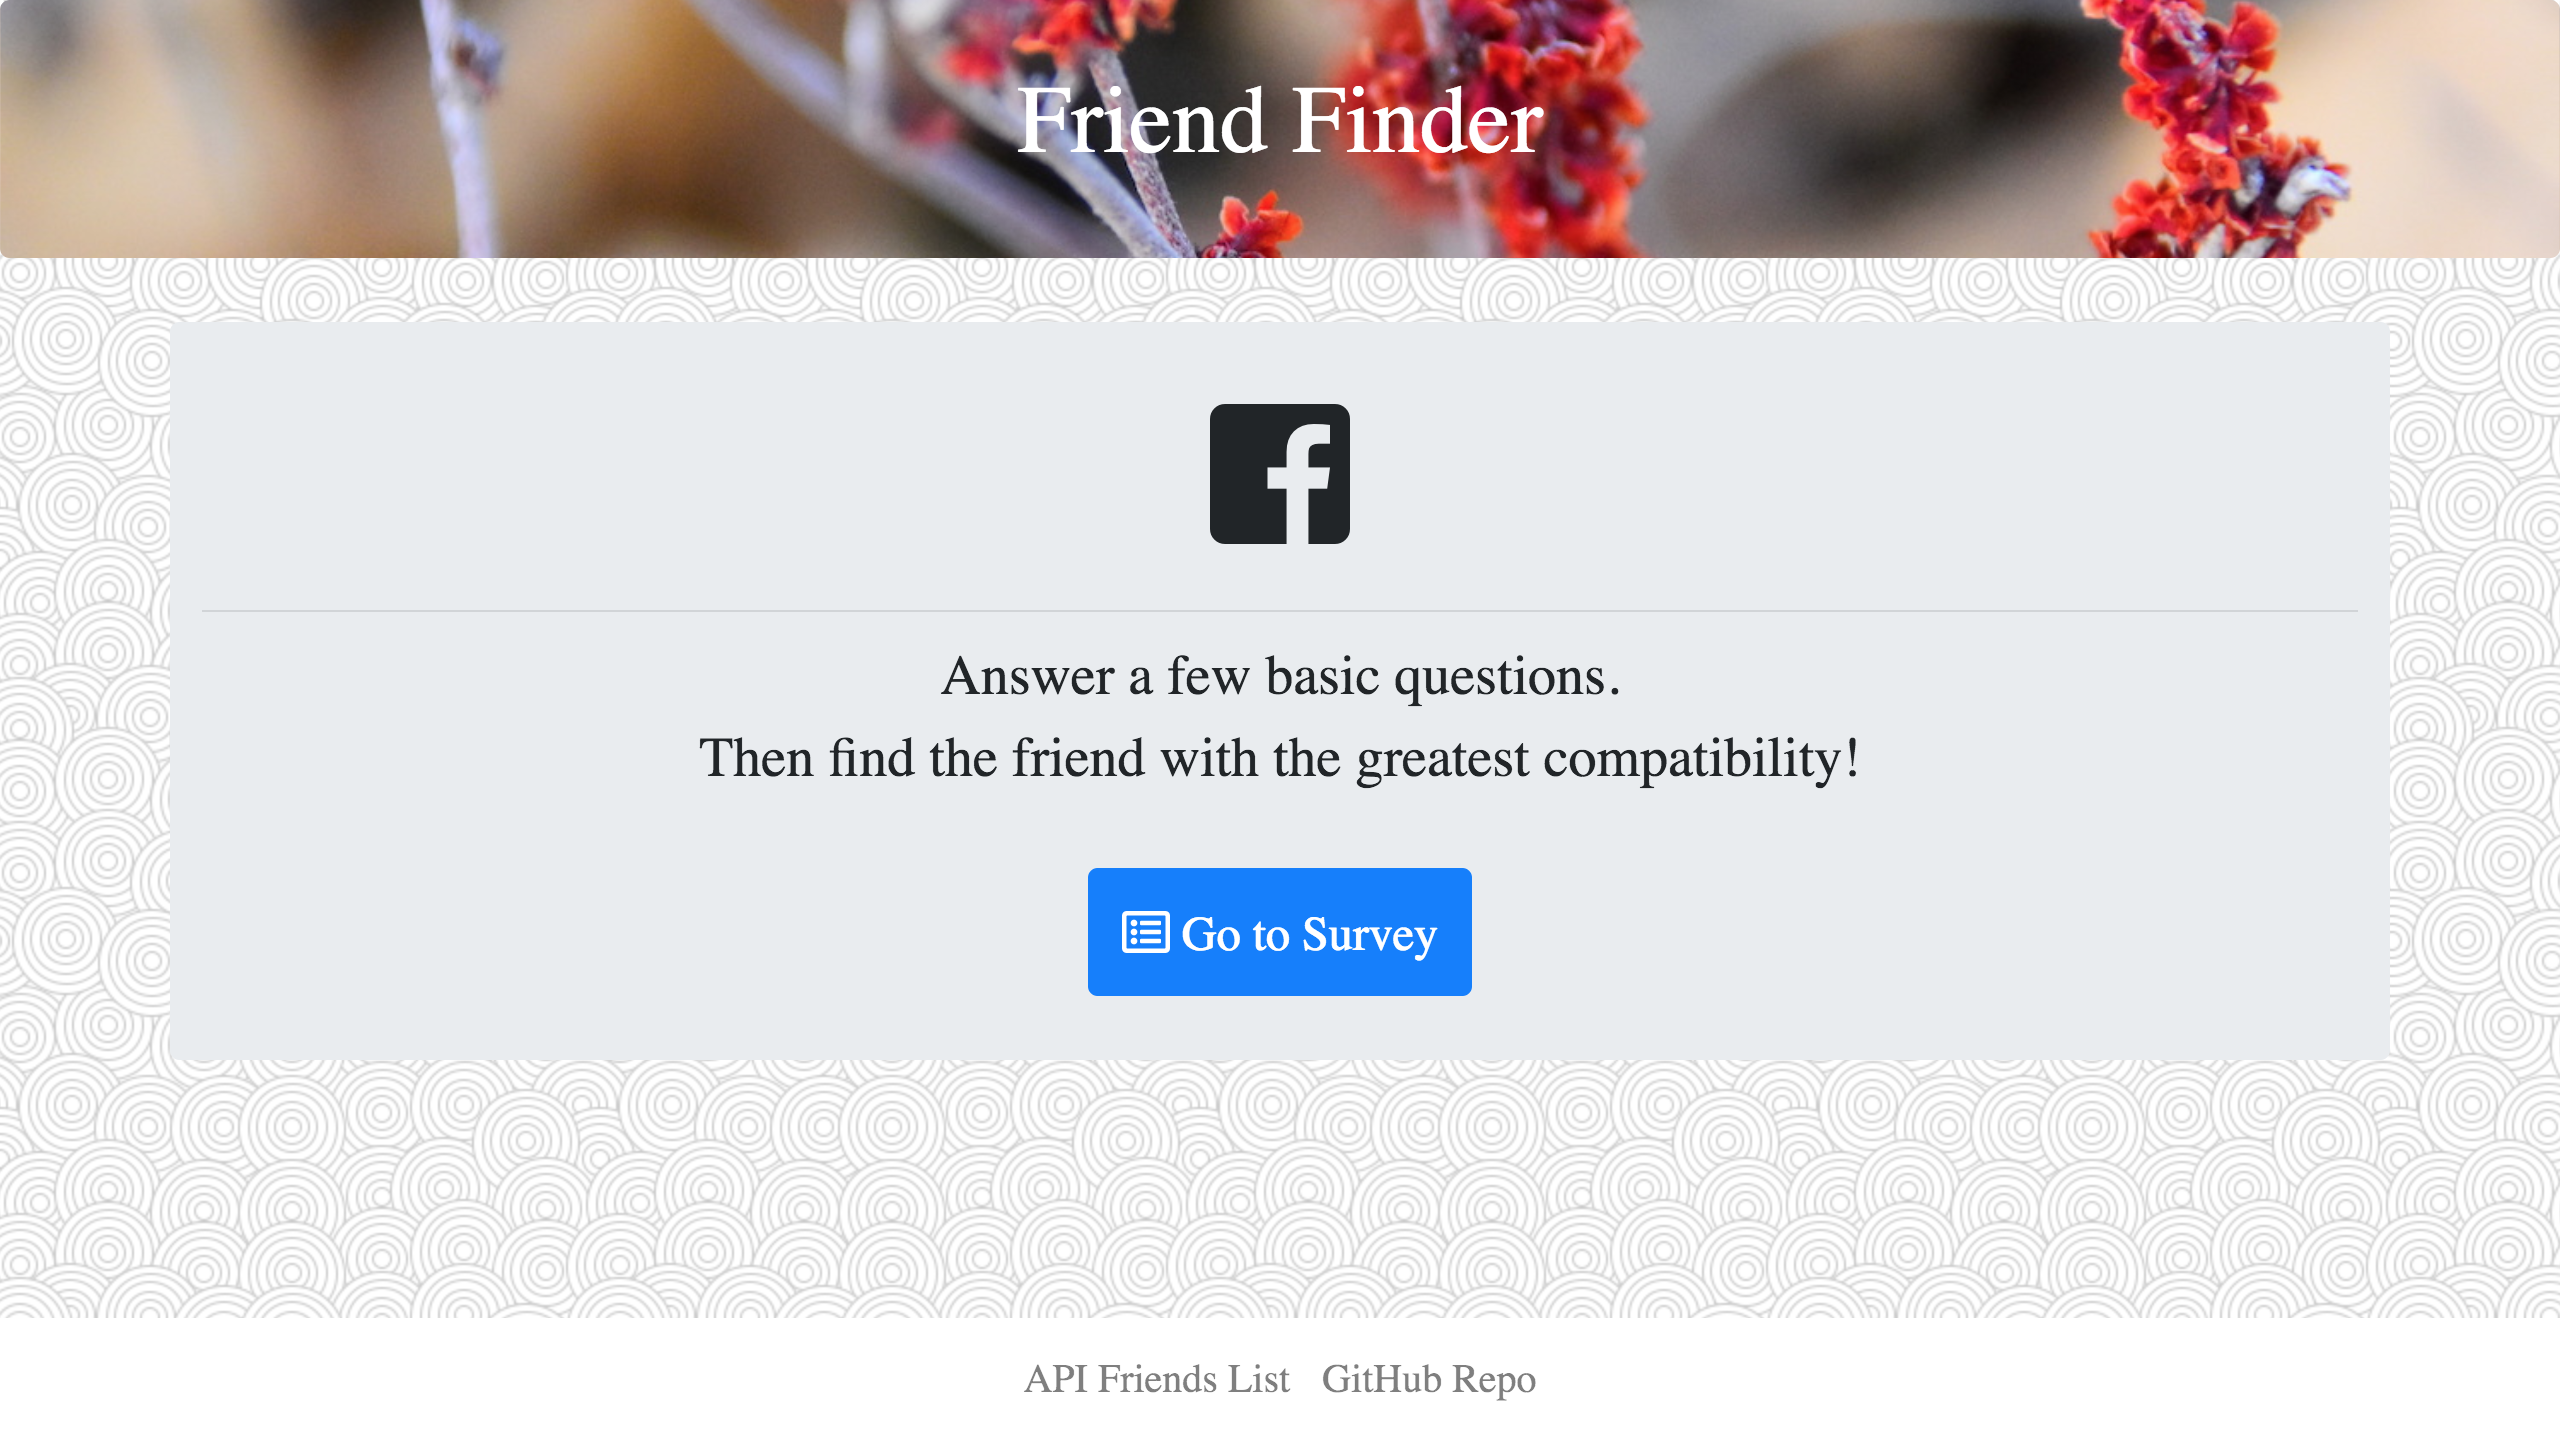 Friend Finder
Answer a few basic questions.
Then find the friend with the greatest compatibility!
Go to Survey
API Friends List GitHub Repo